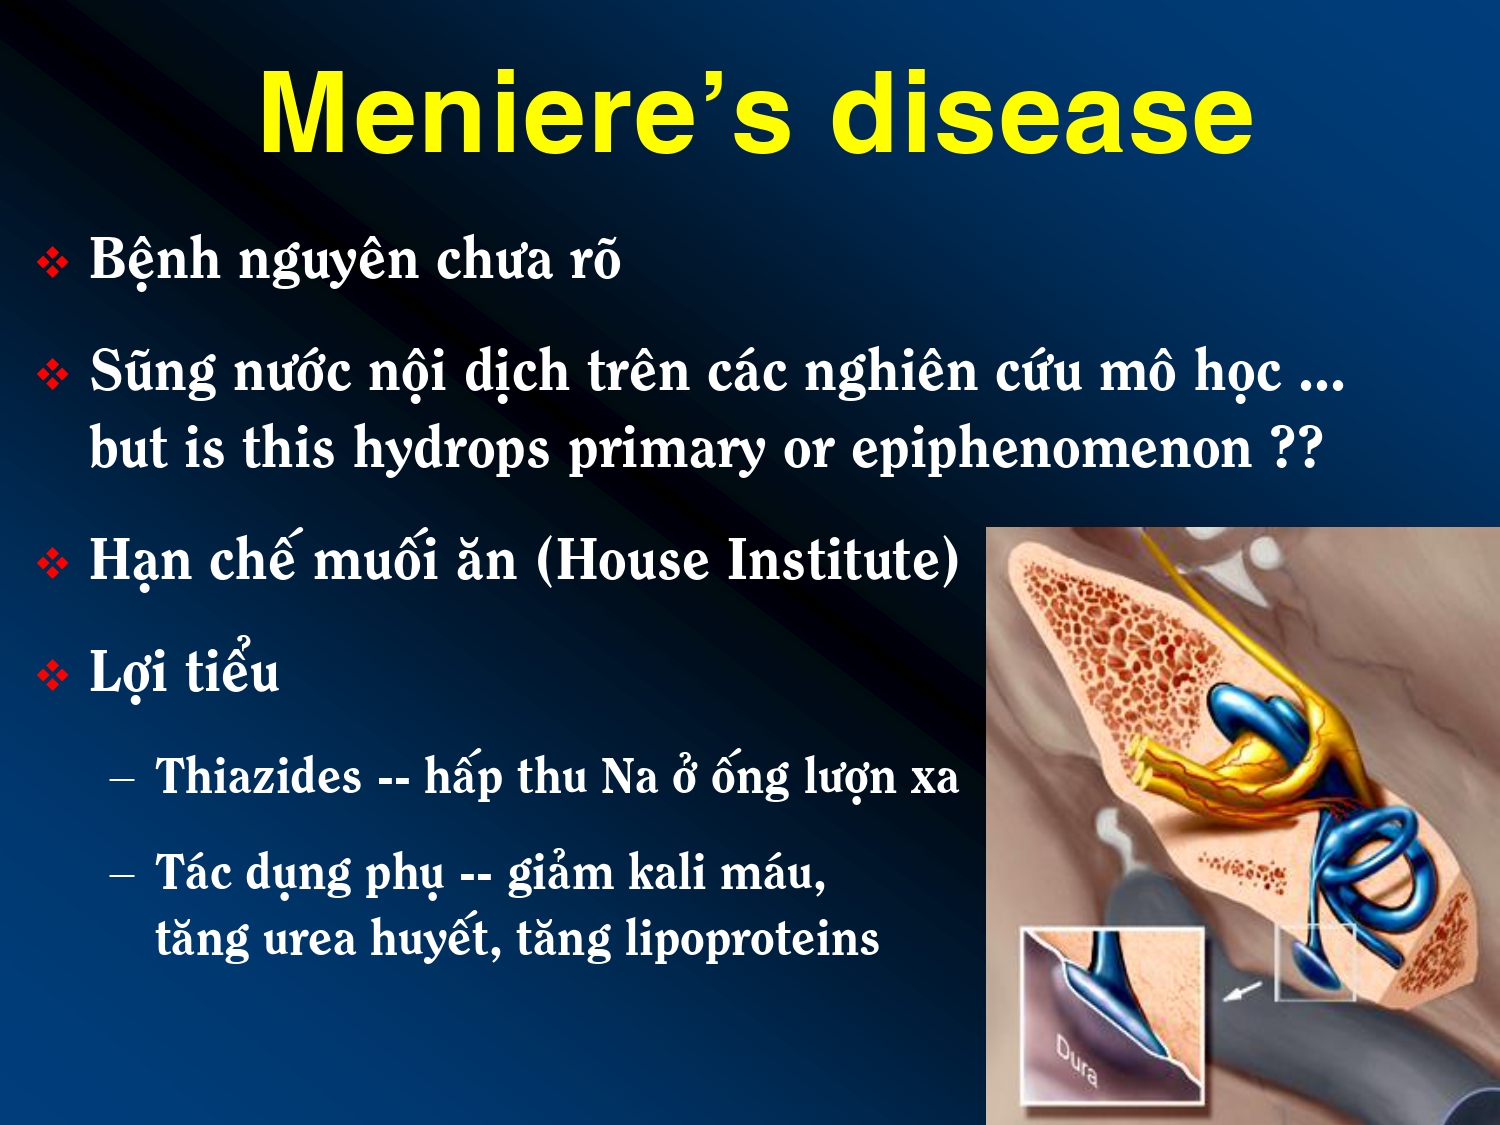 Meniere’s disease
Bệnh nguyên chưa rõ
Sũng nước nội dịch trên các nghiên cứu mô học ...
but is this hydrops primary or epiphenomenon ??
Hạn chế muối ăn (House Institute)
Lợi tiểu
– Thiazides -- hấp thu Na ở ống lượn xa
– Tác dụng phụ -- giảm kali máu,
tăng urea huyết, tăng lipoproteins
Dura